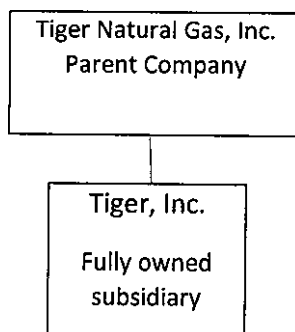 Tiger Natural Gas, Inc.
Parent Company
Tiger, Inc.
Fully owned
subsidiary